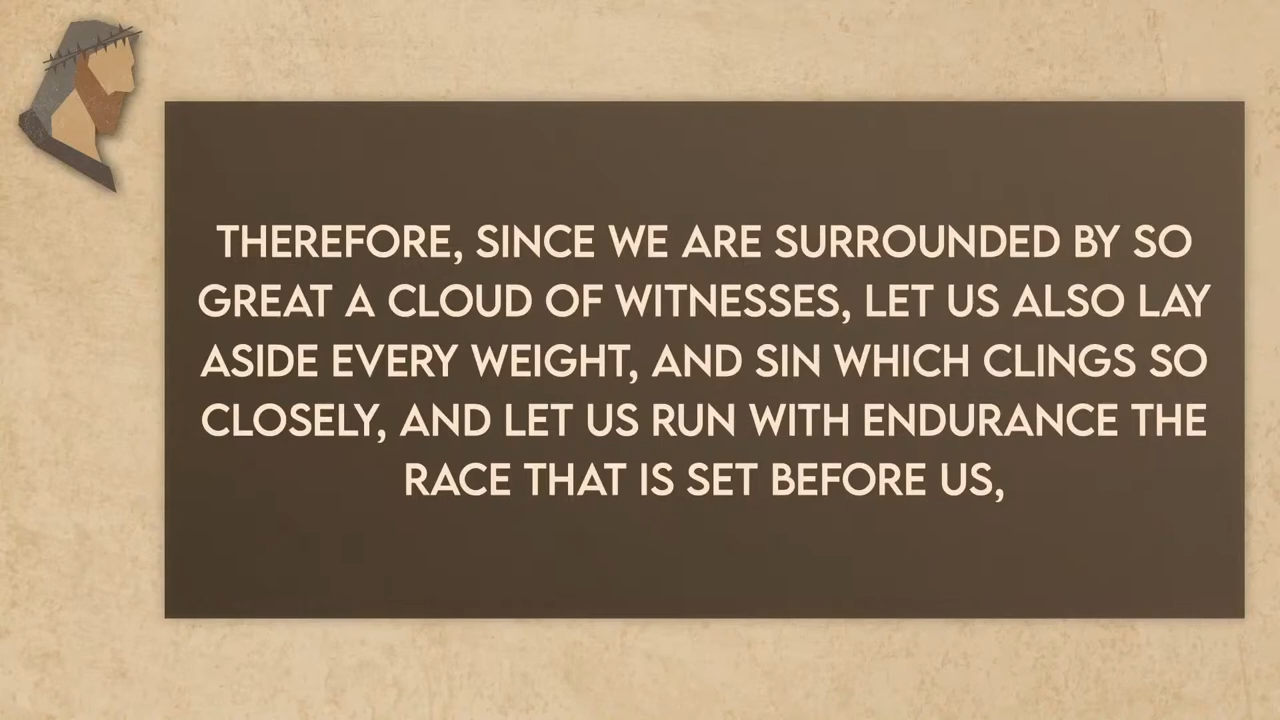 THEREFORE, SINCE WE ARE SURROUNDED BY SO
GREAT A CLOUD OF WITNESSES, LET US ALSO LAY
ASIDE EVERY WEIGHT, AND SIN WHICH CLINGS SO
CLOSELY, AND LET US RUN WITH ENDURANCE THE
RACE THAT IS SET BEFORE US,